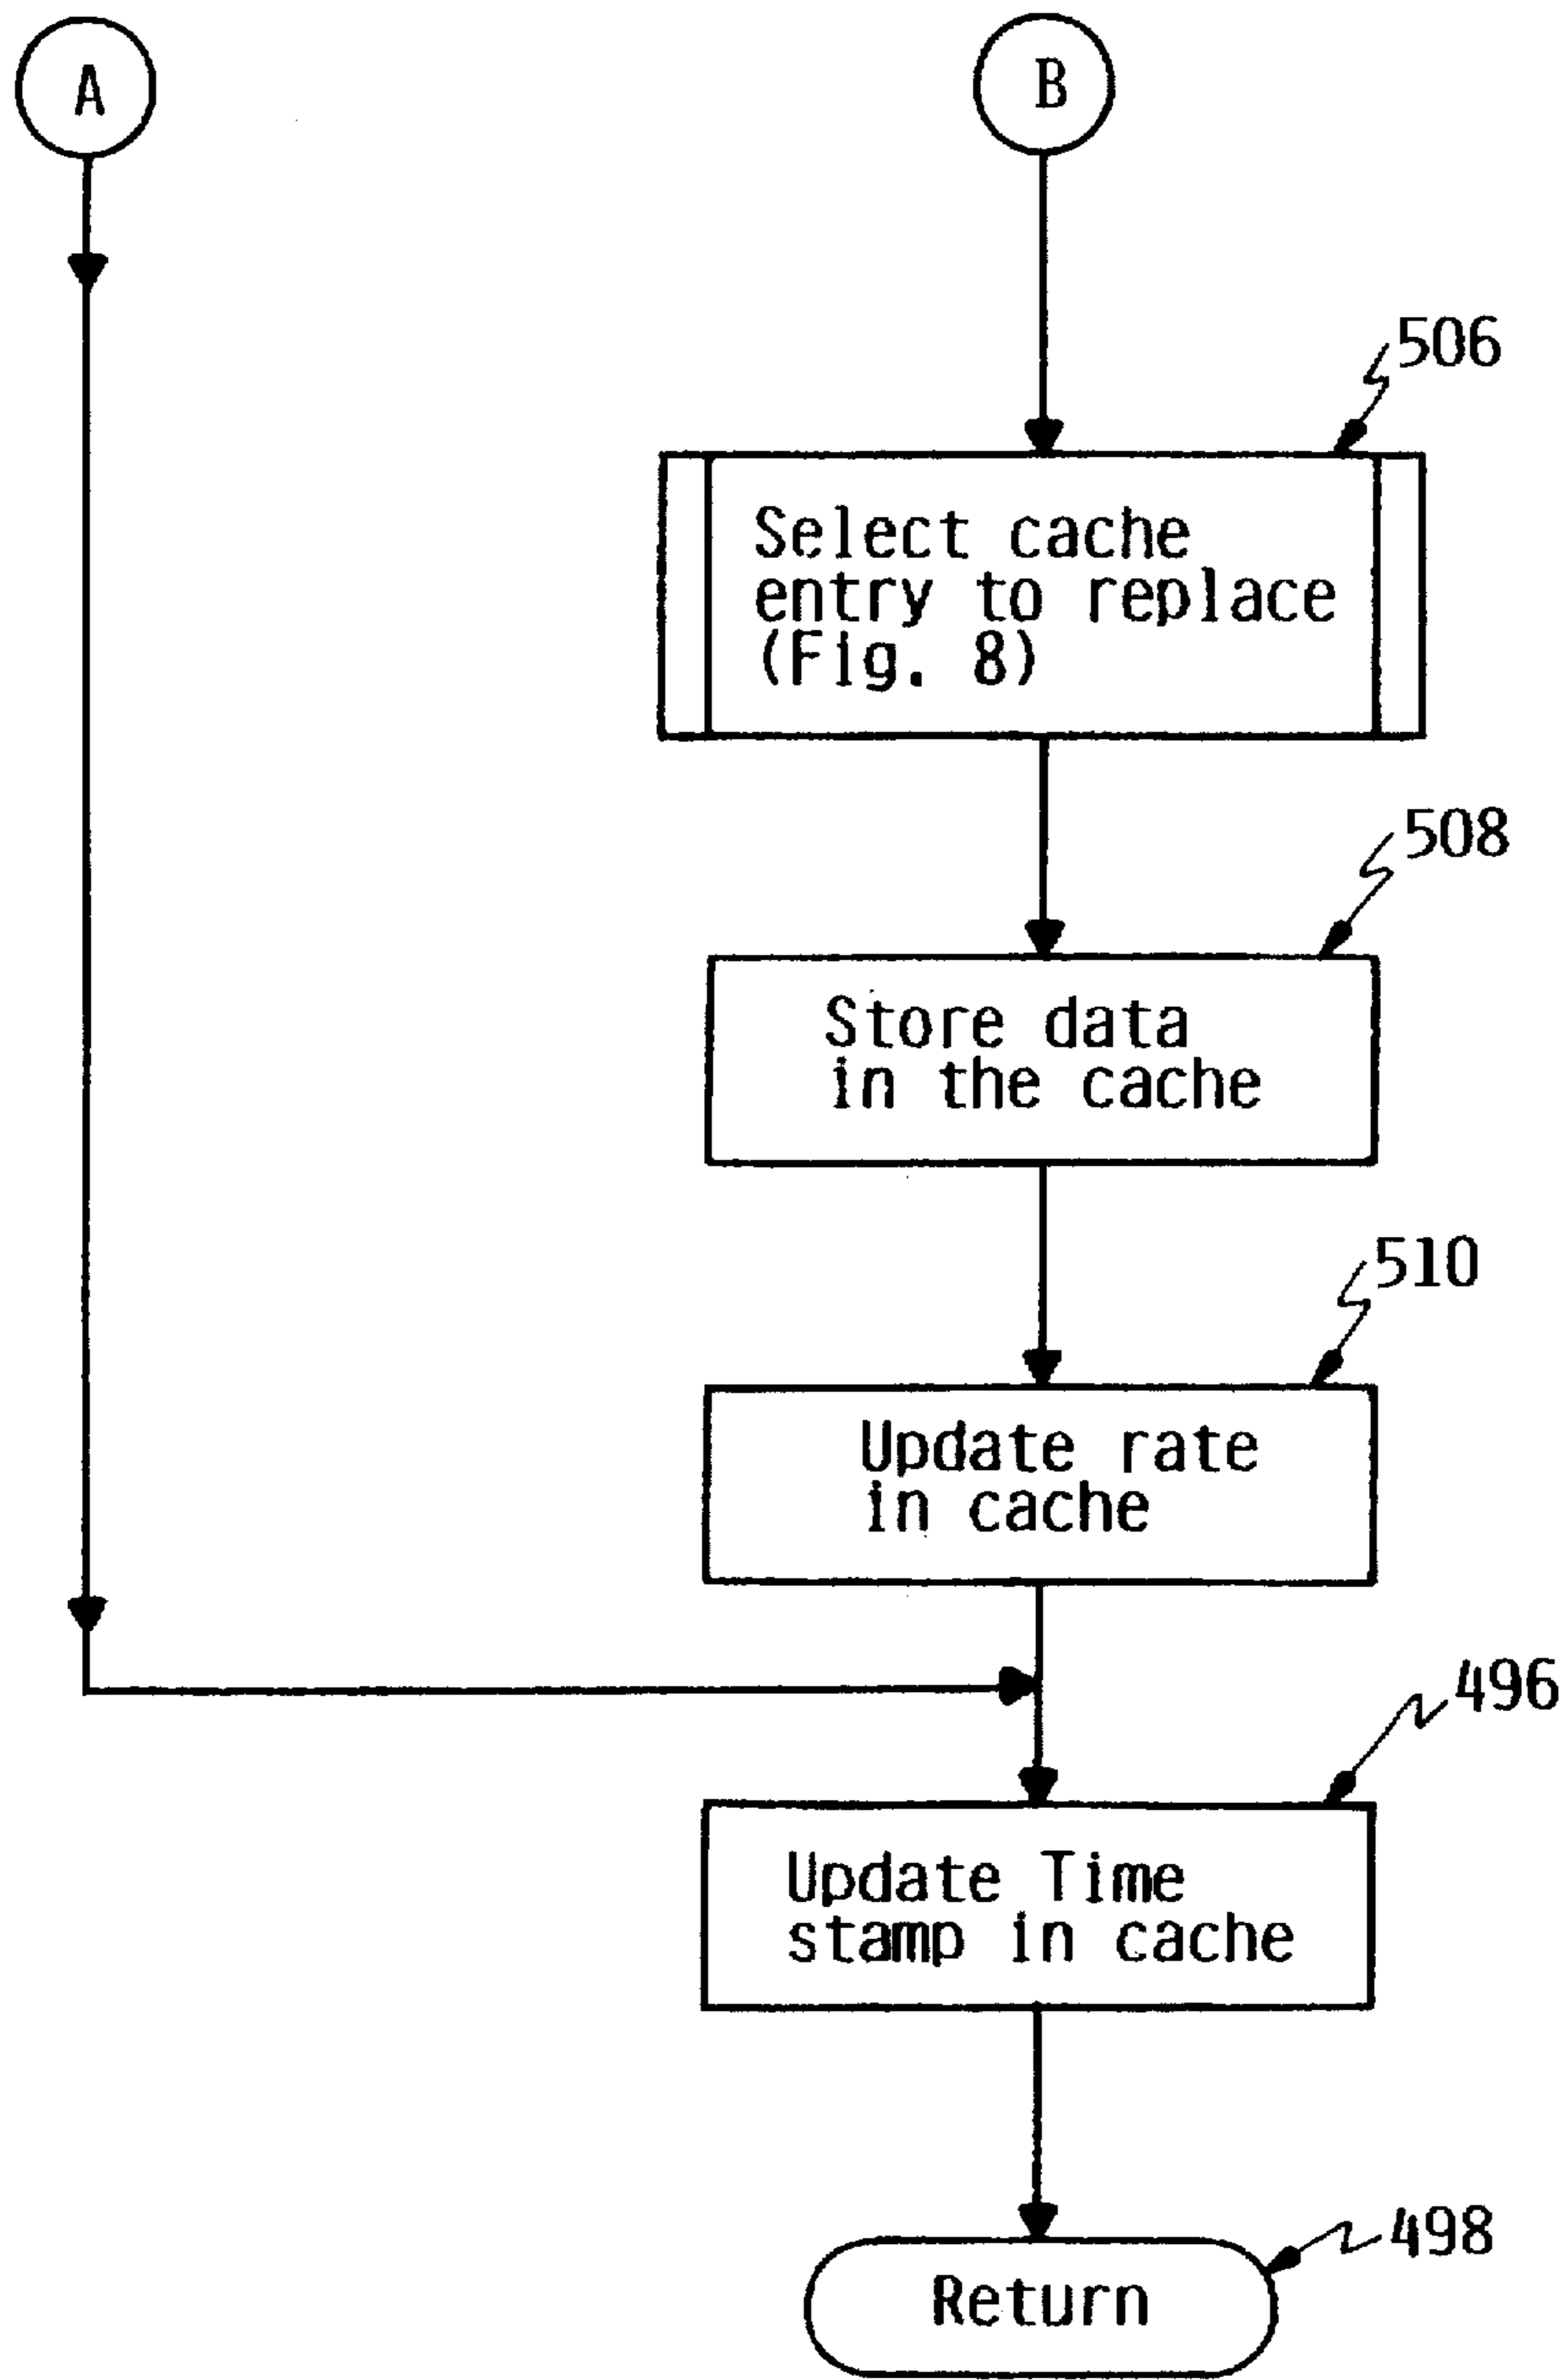 A
B
506
Select cache
entry to replace
(Fig. 8)
508
Store data
in the cache
510
Update rate
in cache
496
Update Time
stamp in cache
498
Return